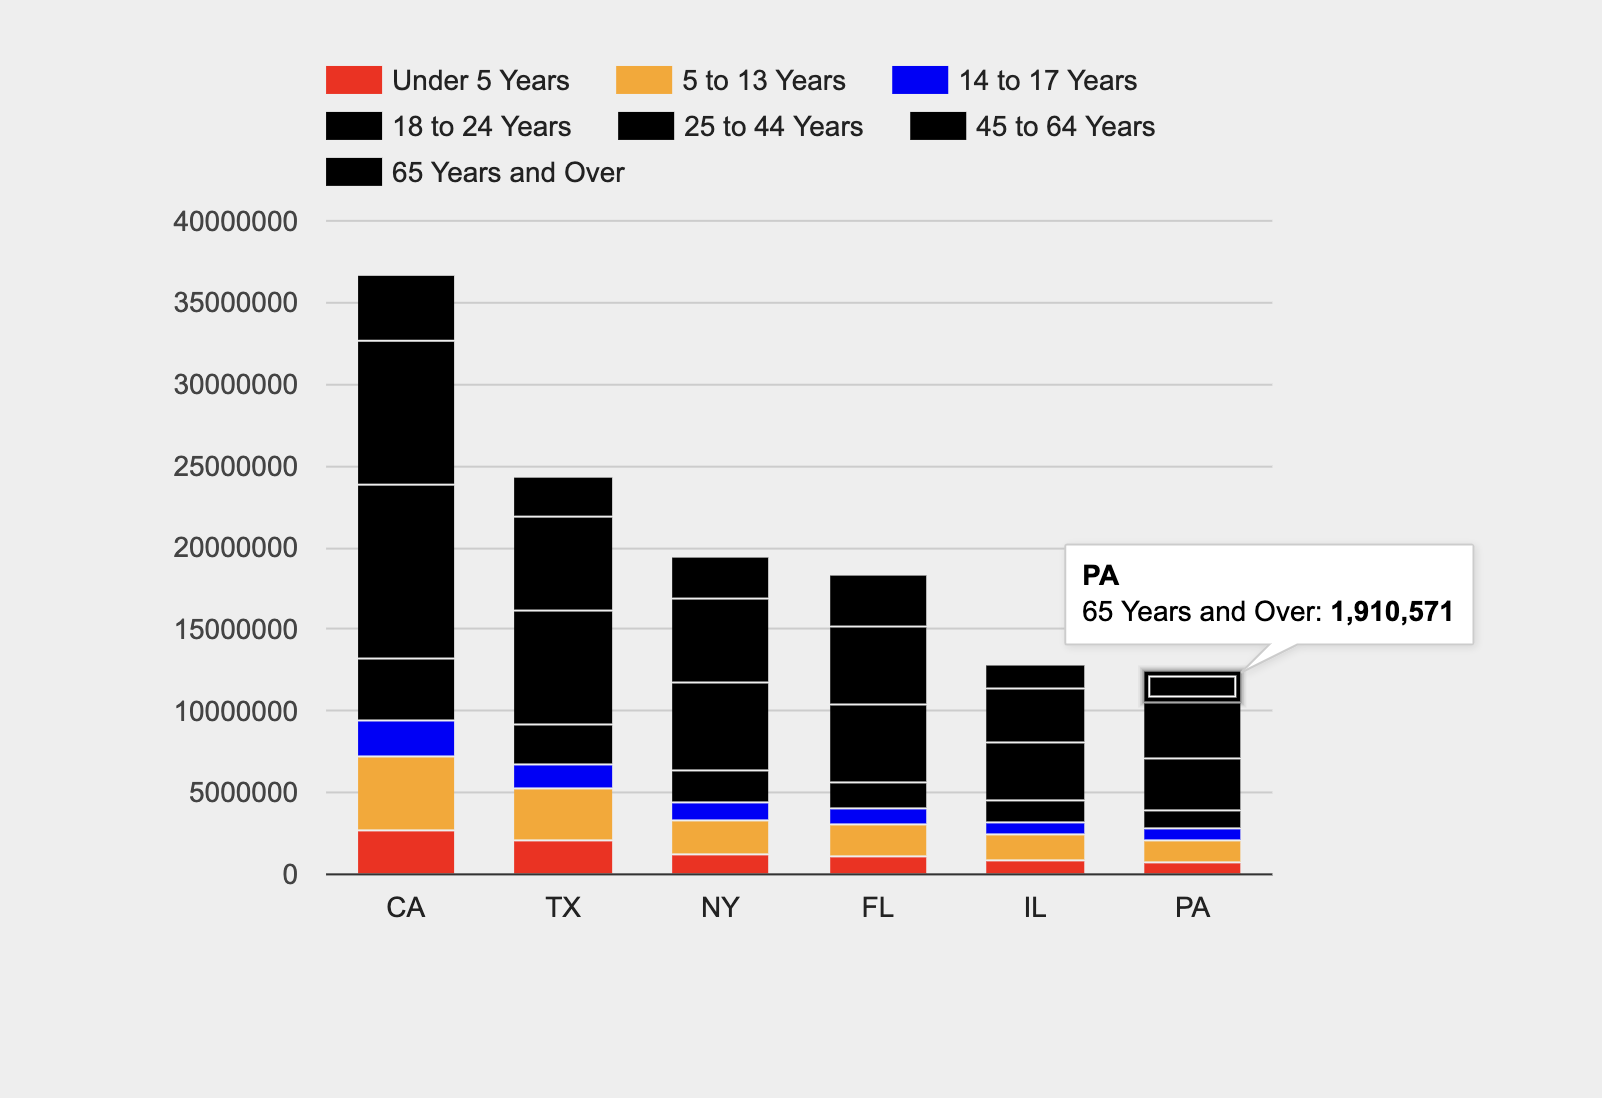 Under 5 Years 5 to 13 Years 14 to 17 Years
18 to 24 Years 25 to 44 Years 45 to 64 Years
65 Years and Over
40000000
35000000
30000000
25000000
20000000
15000000
10000000
5000000
0
PA
65 Years and Over: 1,910,571
CA TX NY FL IL PA